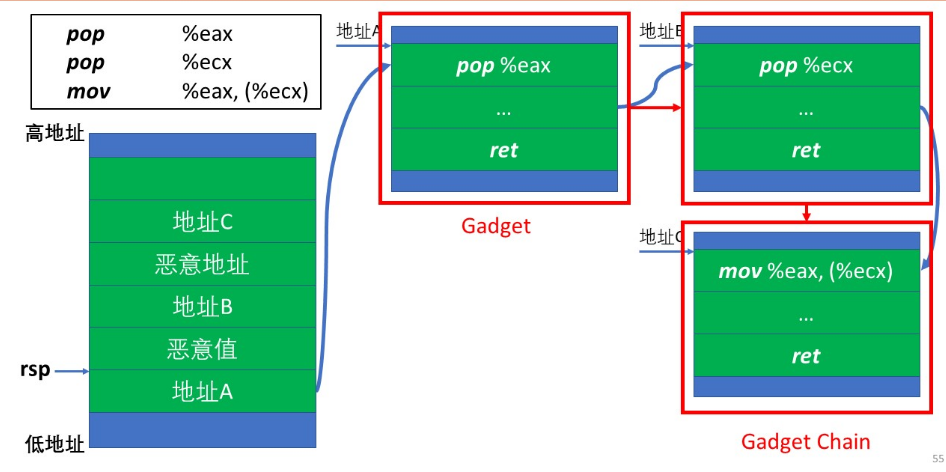 pop %eax
pop %ecx
mov %eax, (%ecx)
高地址
地址C
恶意地址
地址B
恶意值
rsp
地址A
低地址
地址A
pop %eax
...
ret
Gadget
地址B
pop %ecx
...
ret
地址C
mov %eax, (%ecx)
...
ret
Gadget Chain
55